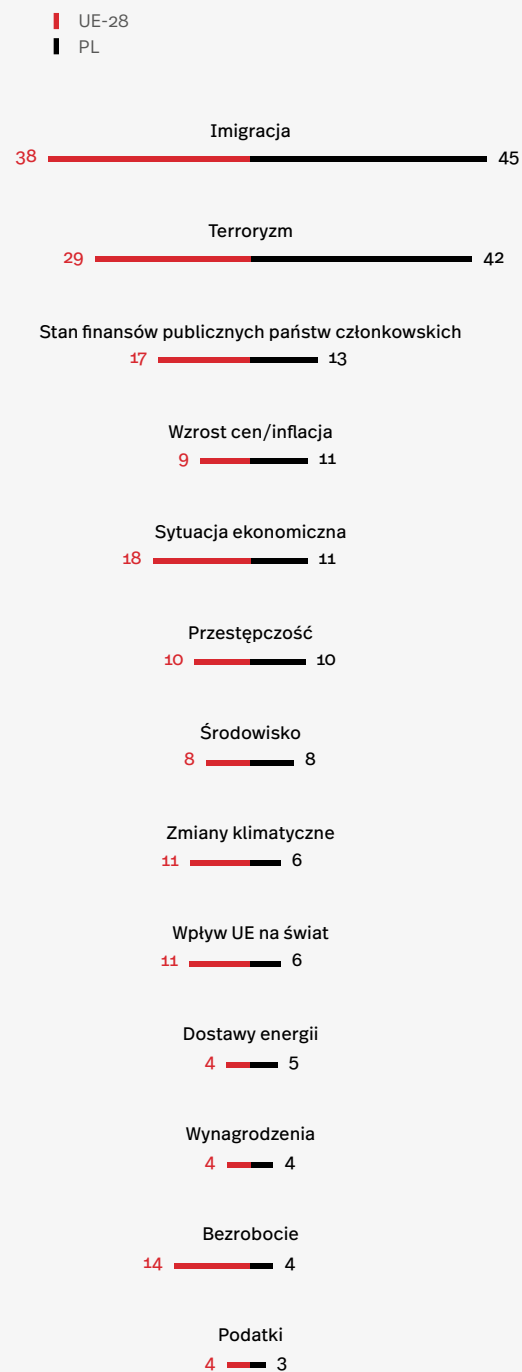 UE-28
PL
Imigracja
38 45
Terroryzm
29 42
Stan finansów publicznych państw członkowskich
17 13
Wzrost cen/inflacja
9 11
Sytuacja ekonomiczna
18 11
Przestępczość
10 10
Środowisko
8 8
Zmiany klimatyczne
11 6
Wpływ UE na świat
11 6
Dostawy energii
4 5
Wynagrodzenia
4 4
Bezrobocie
14 4
Podatki
4 3